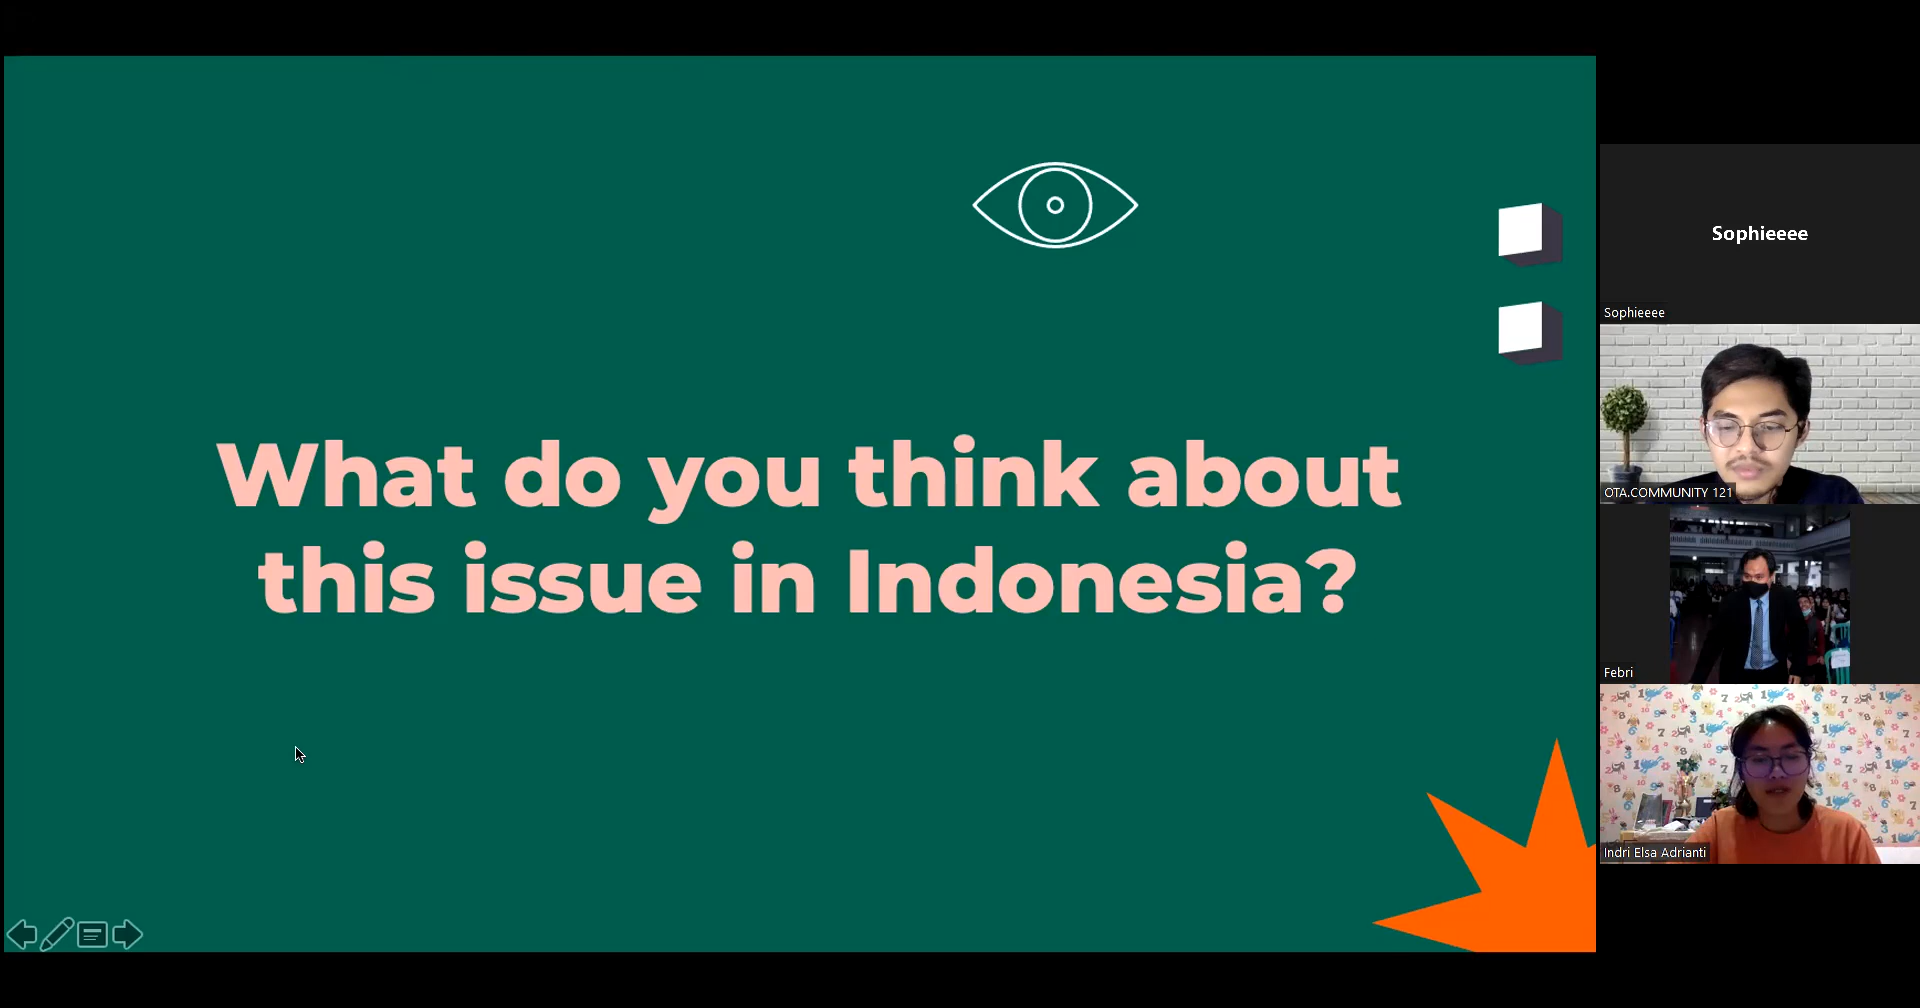 What do you think about
this issue in Indonesia?
Sophieeee
Sophieeee
OTA.COMMUNITY 121
Febri
Indri Elsa Adrianti